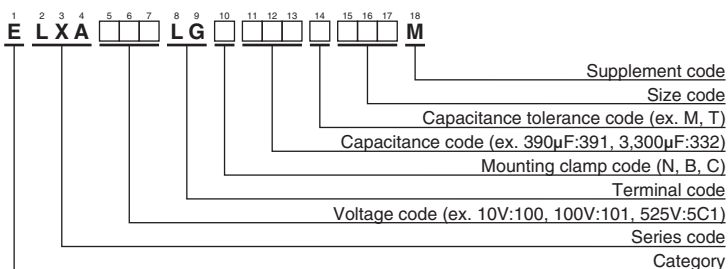 1 2 3 4 5 6 7 8 9 10 11 12 13 14 15 16 17 18
E LXA □□□ LG □ □□□ □ □□□ M
Supplement code
Size code
Capacitance tolerance code (ex. M, T)
Capacitance code (ex. 390µF:391, 3,300µF:332)
Mounting clamp code (N, B, C)
Terminal code
Voltage code (ex. 10V:100, 100V:101, 525V:5C1)
Series code
Category